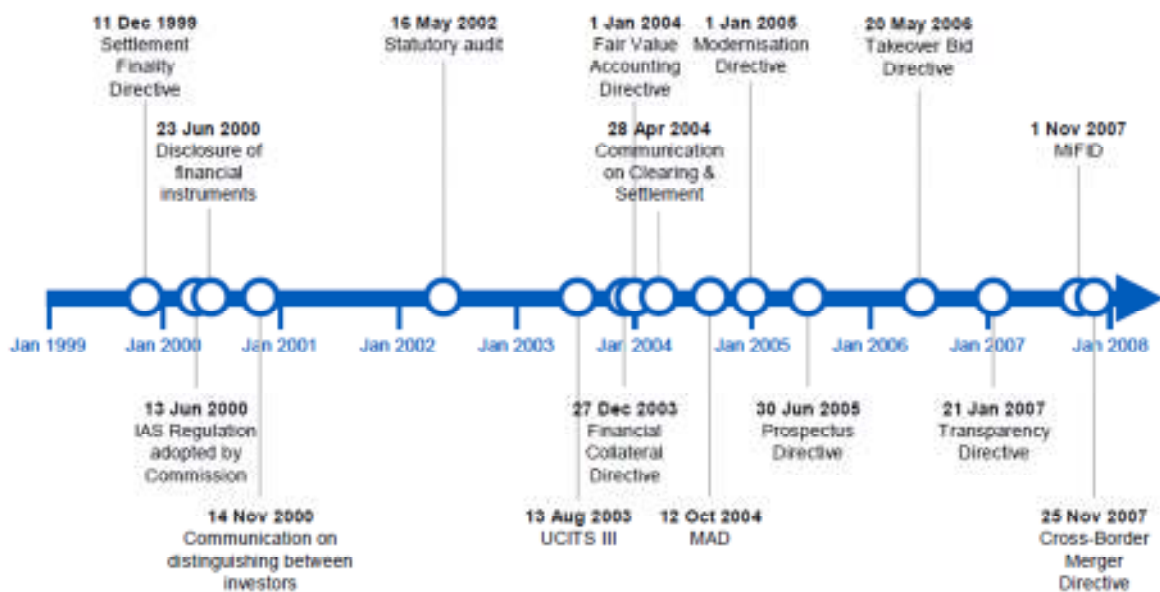 11 Dec 1999
Settlement
Finality
Directive
16 May 2002
Statutory audit
1 Jan 2004
Fair Value
Accounting
Directive
1 Jan 2005
Modernisation
Directive
20 May 2006
Takeover Bid
Directive
23 Jun 2000
Disclosure of
financial
instruments
28 Apr 2004
Communication
on Clearing &
Settlement
1 Nov 2007
MiFID
Jan 1999
Jan 2000
Jan 2001
Jan 2002
Jan 2003
Jan 2004
Jan 2005
Jan 2006
Jan 2007
Jan 2008
13 Jun 2000
IAS Regulation
adopted by
Commission
27 Dec 2003
Financial
Collateral
Directive
30 Jun 2005
Prospectus
Directive
21 Jan 2007
Transparency
Directive
14 Nov 2000
Communication on
distinguishing between
investors
13 Aug 2003
UCITS III
12 Oct 2004
MAD
25 Nov 2007
Cross-Border
Merger
Directive